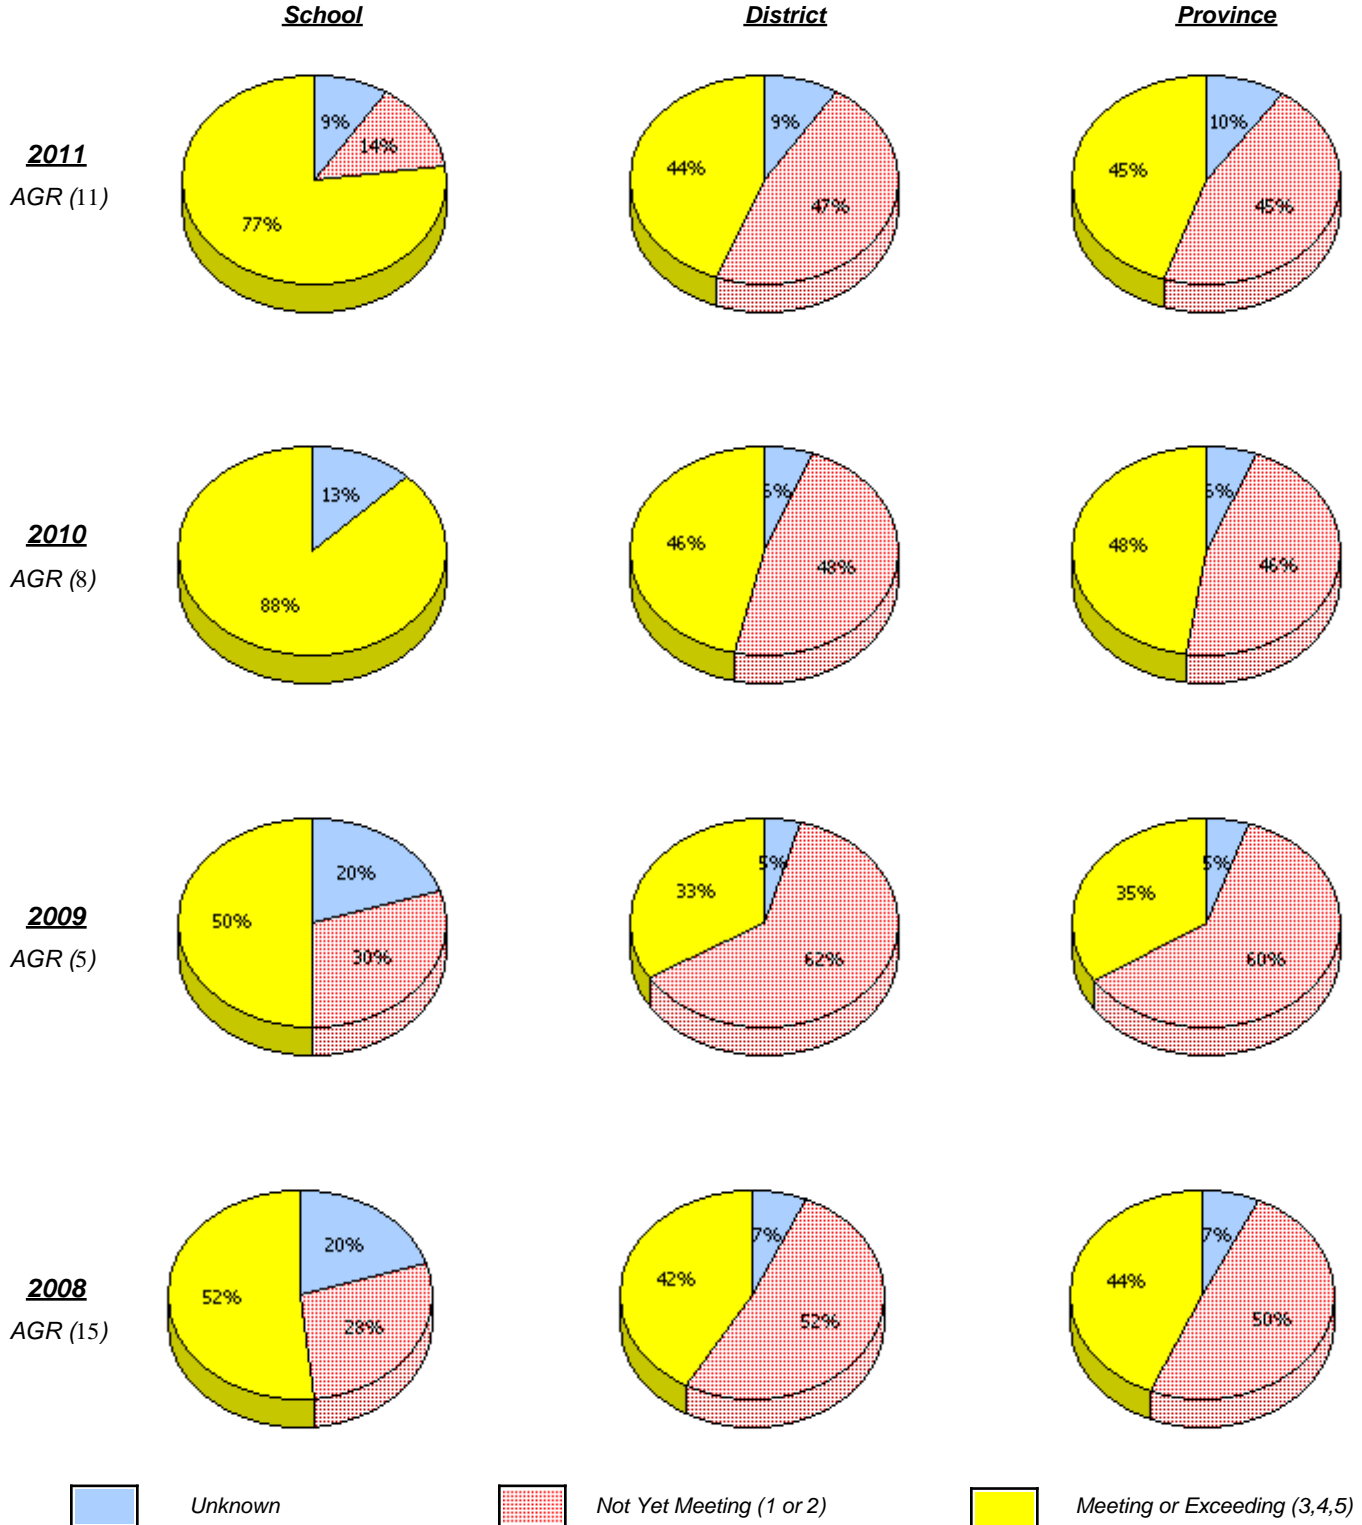 School District Province
9% 9% 10%
14%
44% 45%
2011
AGR (11)
47% 45%
77%
13% 6% 6%
2010
46% 48%
AGR (8)
48% 46%
88%
20% 5% 5%
33% 35%
2009
50%
AGR (5)
30% 62% 60%
20% 7% 7%
2008
52% 42% 44%
AGR (15)
28% 52% 50%
Unknown Not Yet Meeting (1 or 2) Meeting or Exceeding (3,4,5)